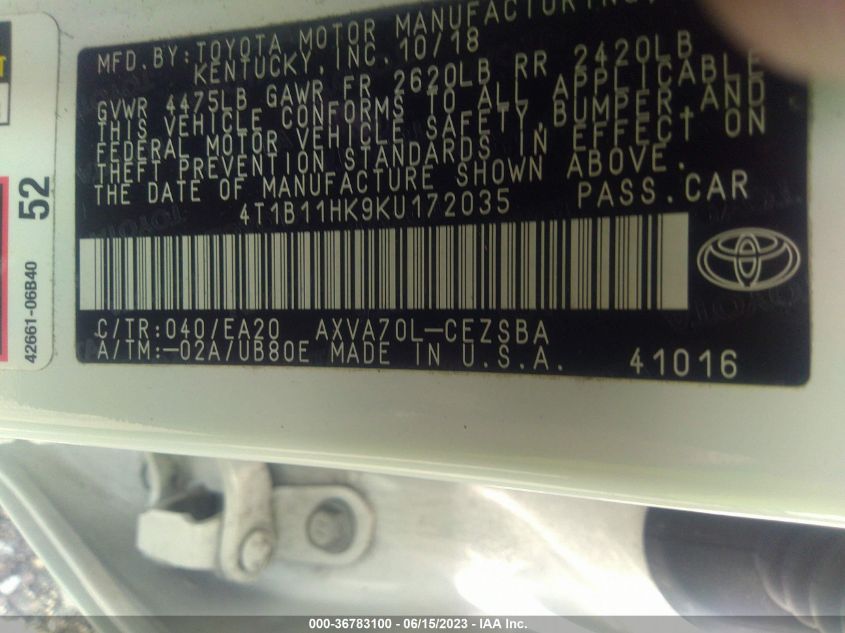 MFD.BY:TOYOTA MOTOR MANUFACTURING,
KENTUCKY, INC. 10/18
GVWR 4475LB GAWR FR 2620LB RR 2420LB
THIS VEHICLE CONFORMS TO ALL APPLICABLE
FEDERAL MOTOR VEHICLE SAFETY, BUMPER AND
THEFT PREVENTION STANDARDS IN EFFECT ON
THE DATE OF MANUFACTURE SHOWN ABOVE.
4T1B11HK9KU172035 PASS.CAR
C/TR:040/EA20 AXVA70L-CEZSBA
A/TM:-02A/UB80E MADE IN U.S.A. 41016
52
42661-06B40
000-36783100 - 06/15/2023 - IAA Inc.